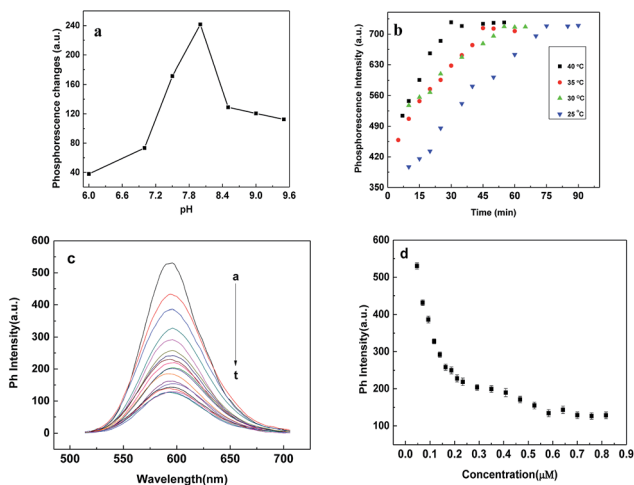 a
Phosphorescence changes (a.u.)
240
200
160
120
80
40
6.0 6.6 7.2 7.8 8.4 9.0 9.6
pH
b
Phosphorescence Intensity (a.u.)
700
630
560
490
420
350
40 °C
35 °C
30 °C
25 °C
0 15 30 45 60 75 90
Time (min)
c
Ph Intensity(a.u.)
600
500
400
300
200
100
0
a
t
500 550 600 650 700
Wavelength(nm)
d
Ph Intensity(a.u.)
600
500
400
300
200
100
0.0 0.1 0.2 0.3 0.4 0.5 0.6 0.7 0.8 0.9
Concentration(μM)